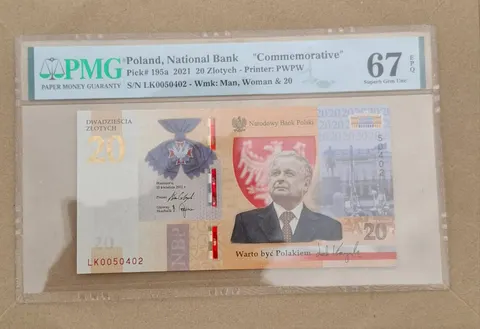 PMG
PAPER MONEY GUARANTY
Poland, National Bank "Commemorative"
Pick# 195a 2021 20 Zlotych - Printer: PWPW
S/N LK0050402 - Wmk: Man, Woman & 20
67 EPQ
Superb Gem Unc
DWADZIEŚCIA
ZŁOTYCH
20
Narodowy Bank Polski
NBP
Warto być Polakiem
20
20
LK0050402